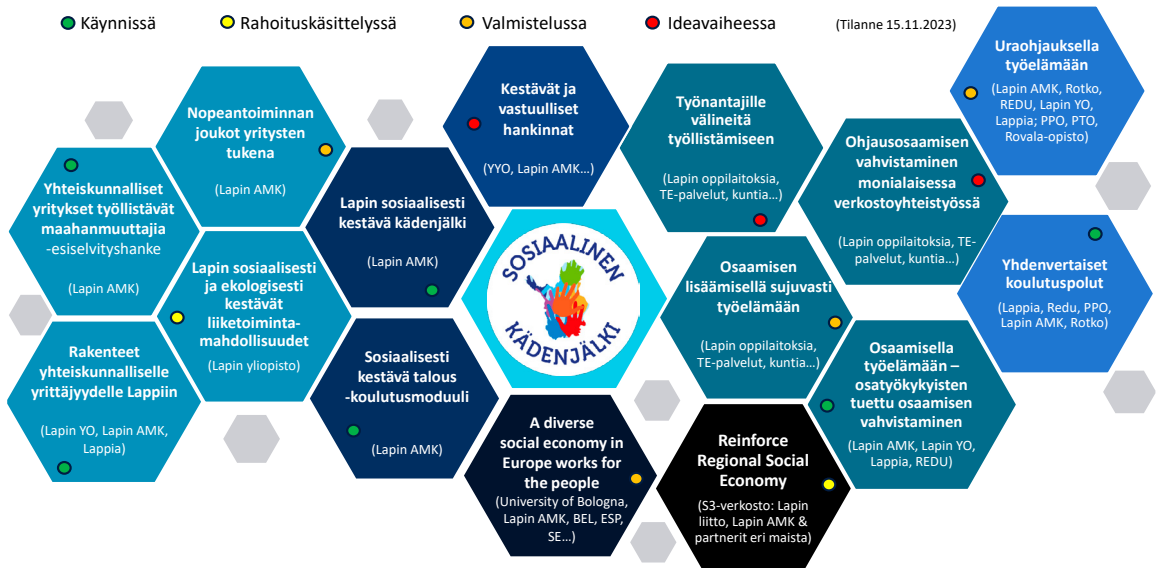 Käynnissä
Rahoituskäsittelyssä
Valmistelussa
Ideavaiheessa
(Tilanne 15.11.2023)
Nopeantoiminnan
joukot yritysten
tukena
(Lapin AMK)
Yhteiskunnalliset
yritykset työllistävät
maahanmuuttajia
-esiselvityshanke
(Lapin AMK)
Lapin sosiaalisesti
ja ekologisesti
kestävät
liiketoiminta-
mahdollisuudet
(Lapin yliopisto)
Rakenteet
yhteiskunnalliselle
yrittäjyydelle Lappiin
(Lapin YO, Lapin AMK,
Lappia)
Kestävät ja
vastuulliset
hankinnat
(YYO, Lapin AMK…)
Lapin sosiaalisesti
kestävä kädenjälki
(Lapin AMK)
Sosiaalisesti
kestävä talous
-koulutusmoduuli
(Lapin AMK)
SOSIAALINEN
KÄDENJÄLKI
A diverse
social economy in
Europe works for
the people
(University of Bologna,
Lapin AMK, BEL, ESP,
SE…)
Työnantajille
välineitä
työllistämiseen
(Lapin oppilaitoksia,
TE-palvelut, kuntia…)
Osaamisen
lisäämisellä sujuvasti
työelämään
(Lapin oppilaitoksia,
TE-palvelut, kuntia…)
Reinforce
Regional Social
Economy
(S3-verkosto: Lapin
liitto, Lapin AMK &
partnerit eri maista)
Ohjausosaamisen
vahvistaminen
monialaisessa
verkostoyhteistyössä
(Lapin oppilaitoksia, TE-
palvelut, kuntia…)
Osaamisella
työelämään –
osatyökykyisten
tuettu osaamisen
vahvistaminen
(Lapin AMK, Lapin YO,
Lappia, REDU)
Uraohjauksella
työelämään
(Lapin AMK, Rotko,
REDU, Lapin YO,
Lappia; PPO, PTO,
Rovala-opisto)
Yhdenvertaiset
koulutuspolut
(Lappia, Redu, PPO,
Lapin AMK, Rotko)